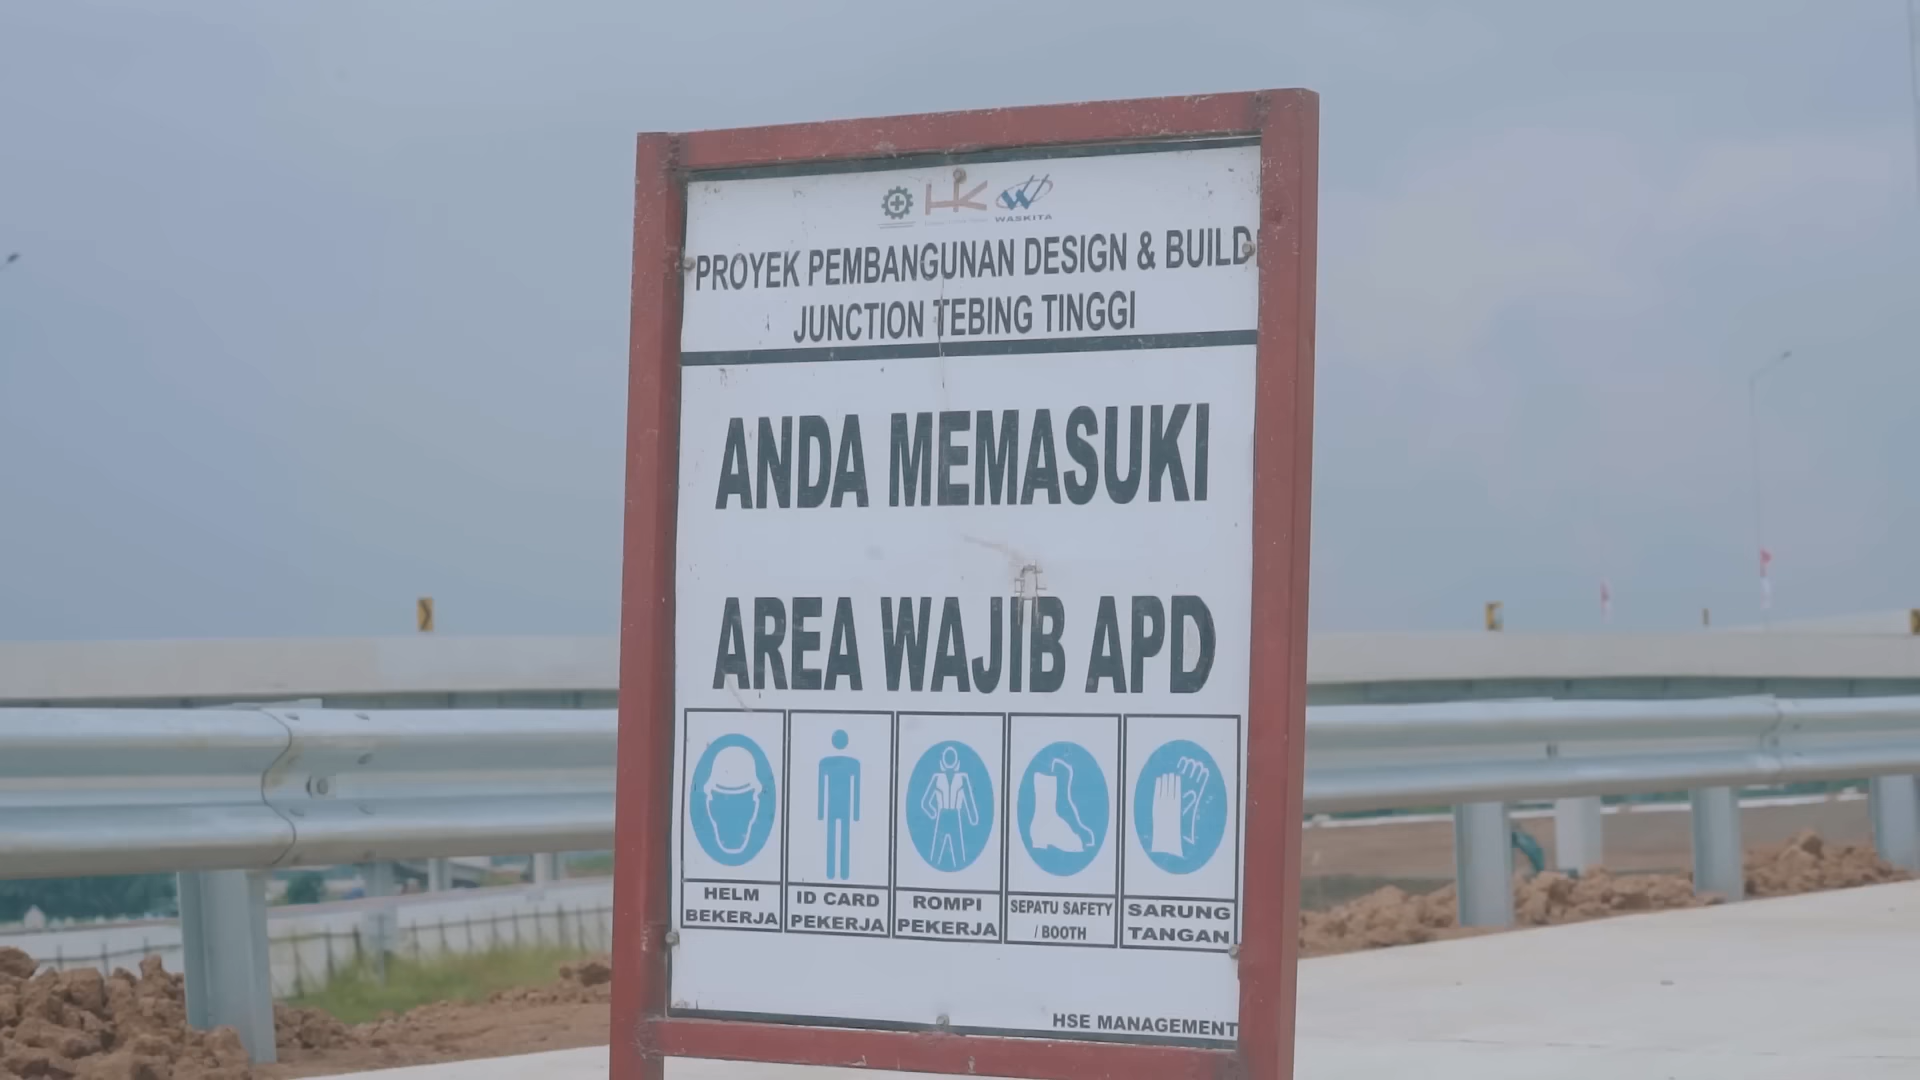 WASKITA
PROYEK PEMBANGUNAN DESIGN & BUILD
JUNCTION TEBING TINGGI
ANDA MEMASUKI
AREA WAJIB APD
HELM
BEKERJA
ID CARD
PEKERJA
ROMPI
PEKERJA
SEPATU SAFETY
/ BOOTH
SARUNG
TANGAN
HSE MANAGEMENT